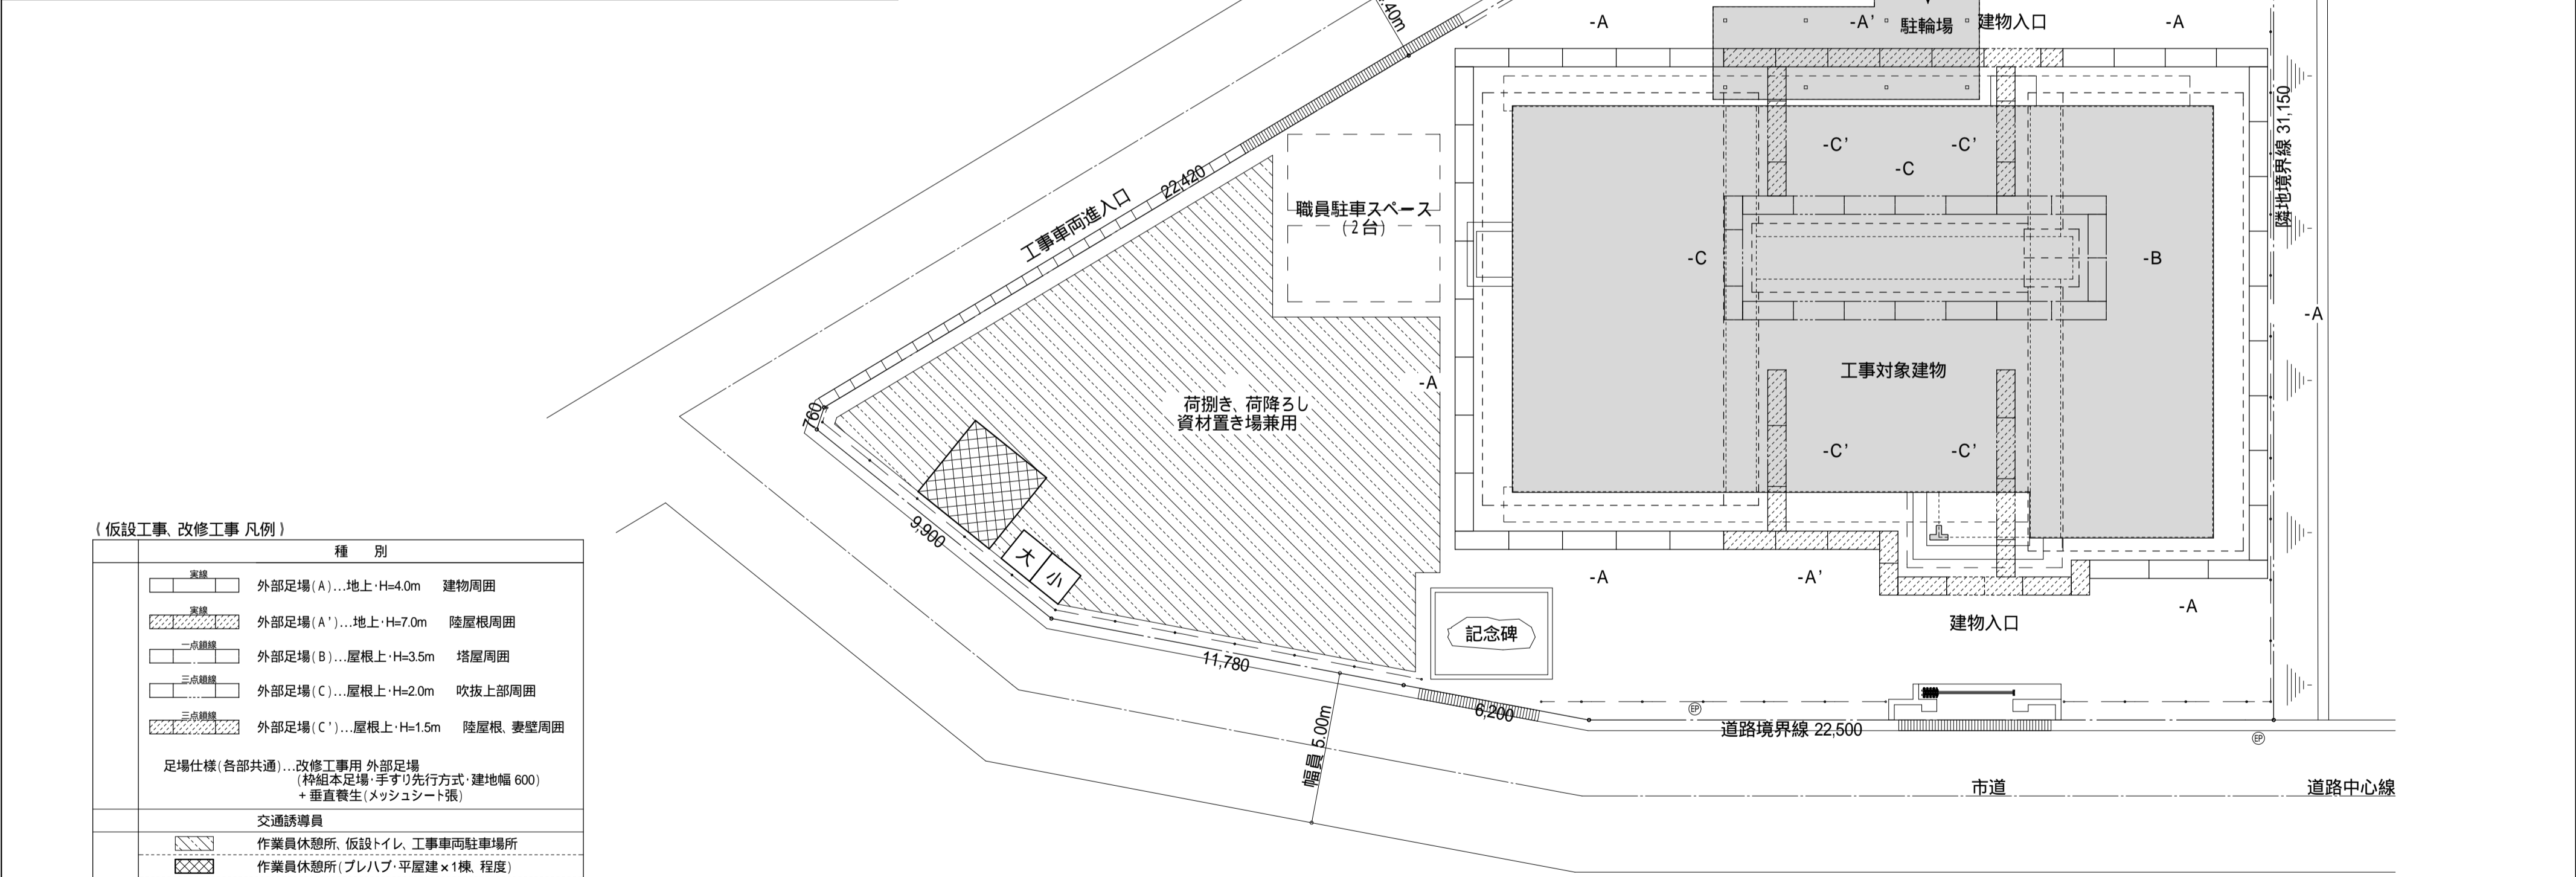 .40m
-A
-A'
駐輪場
建物入口
-A
22,420
工事車両進入口
職員駐車スペース
(2台)
-C'
-C'
-C
-C
-B
隣地境界線 31,150
-A
工事対象建物
-A
760
荷捌き、荷降ろし
資材置き場兼用
-C'
-C'
9,900
大
小
-A
-A'
-A
建物入口
記念碑
11,780
6,200
幅員 5.00m
EP
道路境界線 22,500
EP
市道
道路中心線
(仮設工事、改修工事 凡例)
種 別
実線
外部足場(A)…地上・H=4.0m 建物周囲
実線
外部足場(A')…地上・H=7.0m 陸屋根周囲
一点鎖線
外部足場(B)…屋根上・H=3.5m 塔屋周囲
三点鎖線
外部足場(C)…屋根上・H=2.0m 吹抜上部周囲
三点鎖線
外部足場(C')…屋根上・H=1.5m 陸屋根、妻壁周囲
足場仕様(各部共通)…改修工事用 外部足場
(枠組本足場・手すり先行方式・建地幅 600)
+ 垂直養生(メッシュシート張)
交通誘導員
作業員休憩所、仮設トイレ、工事車両駐車場所
作業員休憩所(プレハブ・平屋建×1棟、程度)